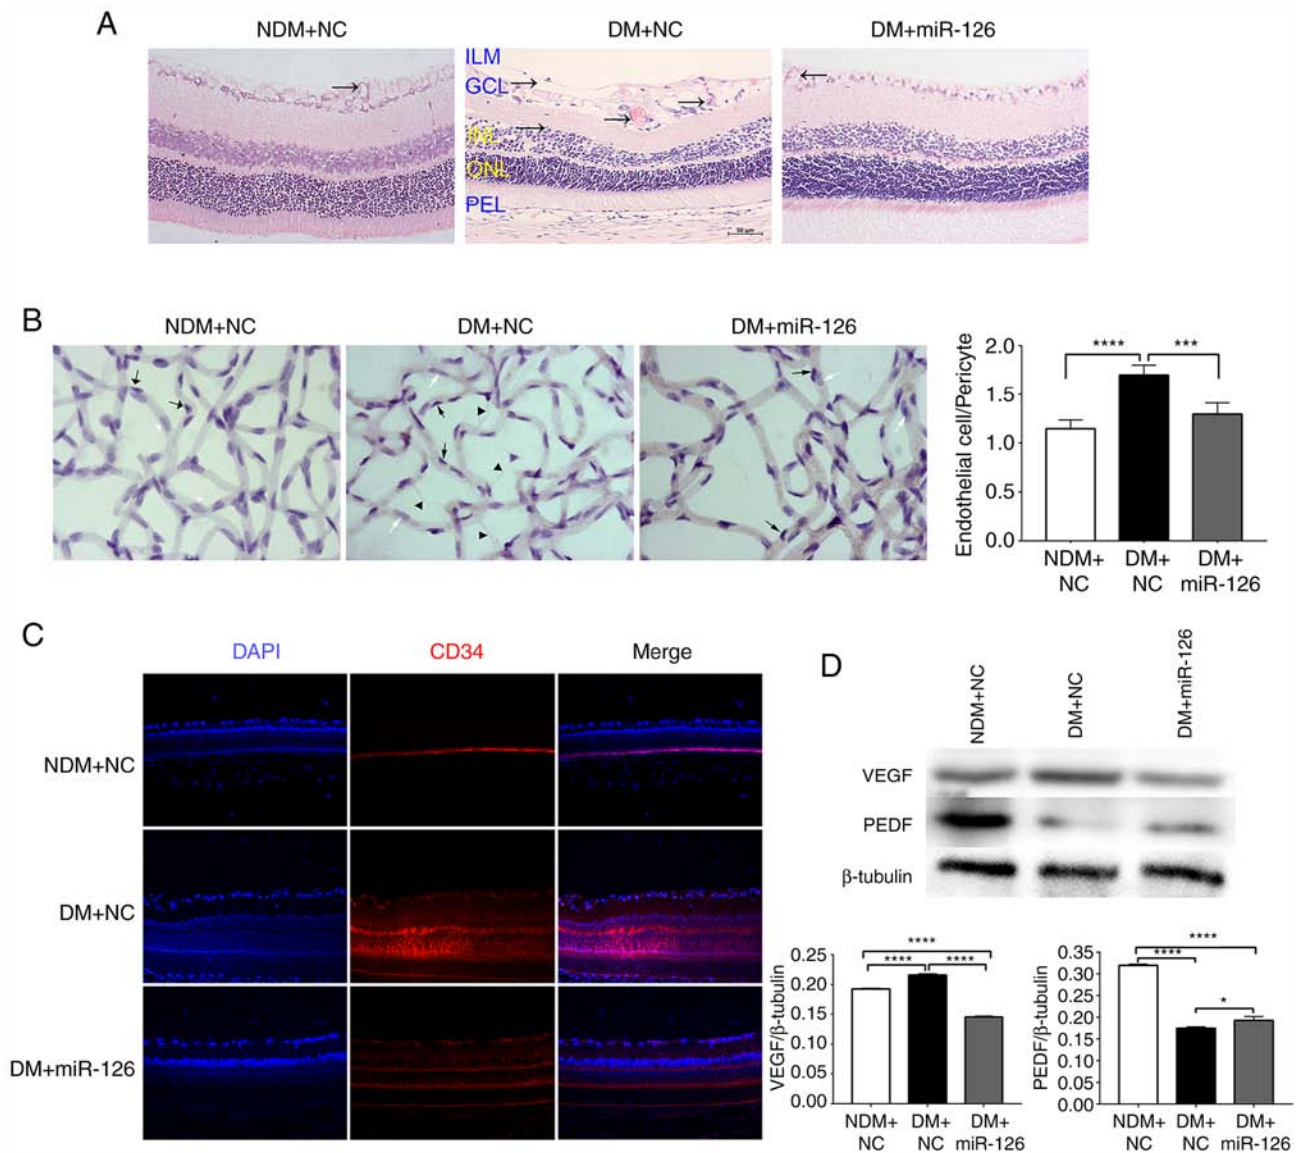 A
NDM+NC
DM+NC
DM+miR-126
ILM
GCL
INL
ONL
PEL
50 μm
B
NDM+NC
DM+NC
DM+miR-126
****
***
Endothelial cell/Pericyte
2.0
1.5
1.0
0.5
0.0
NDM+
NC
DM+
NC
DM+
miR-126
C
DAPI
CD34
Merge
NDM+NC
DM+NC
DM+miR-126
D
NDM+NC
DM+NC
DM+miR-126
VEGF
PEDF
β-tubulin
****
****
****
VEGF/β-tubulin
0.25
0.20
0.15
0.10
0.05
0.00
NDM+
NC
DM+
NC
DM+
miR-126
****
****
*
PEDF/β-tubulin
0.35
0.30
0.25
0.20
0.15
0.10
0.05
0.00
NDM+
NC
DM+
NC
DM+
miR-126